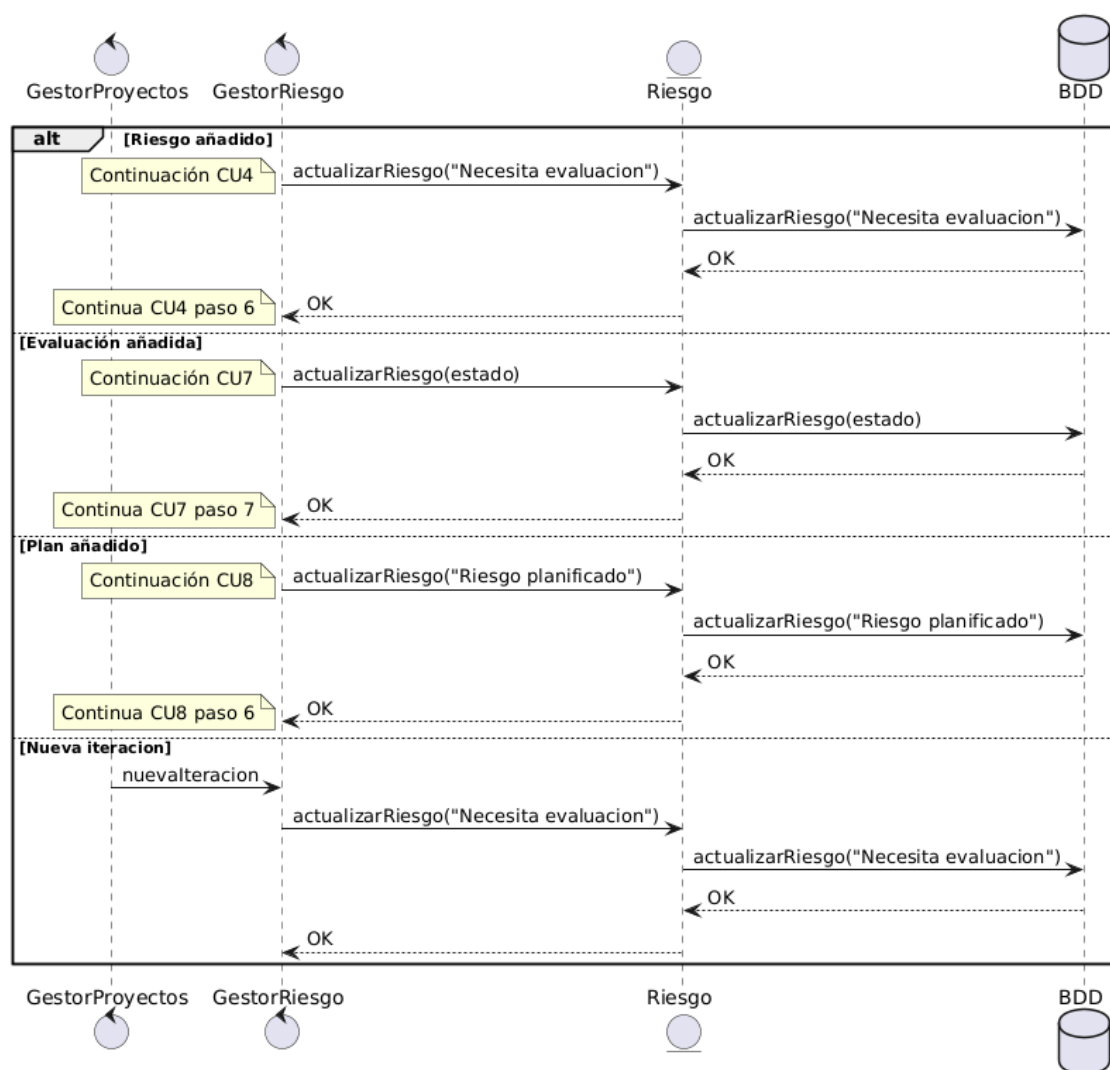 GestorProyectos GestorRiesgo Riesgo BDD
alt [Riesgo añadido]
Continuación CU4 actualizarRiesgo("Necesita evaluacion")
actualizarRiesgo("Necesita evaluacion")
OK
Continua CU4 paso 6 OK
[Evaluación añadida]
Continuación CU7 actualizarRiesgo(estado)
actualizarRiesgo(estado)
OK
Continua CU7 paso 7 OK
[Plan añadido]
Continuación CU8 actualizarRiesgo("Riesgo planificado")
actualizarRiesgo("Riesgo planificado")
OK
Continua CU8 paso 6 OK
[Nueva iteracion]
nuevaIteracion
actualizarRiesgo("Necesita evaluacion")
actualizarRiesgo("Necesita evaluacion")
OK
OK
GestorProyectos GestorRiesgo Riesgo BDD